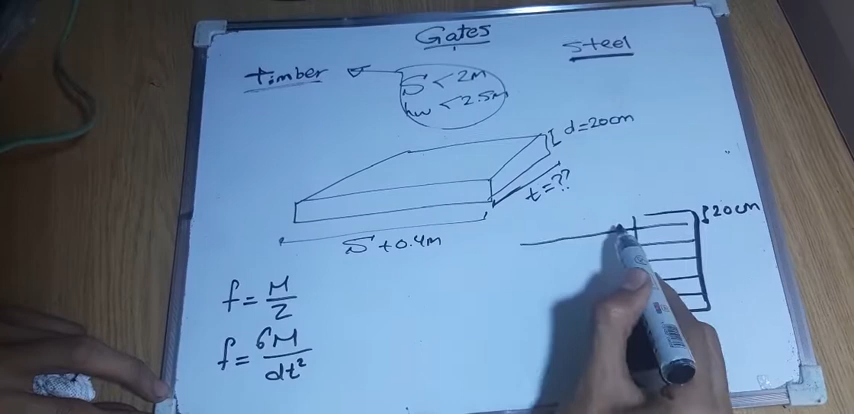 Gates
Steel
Timber
S < 2M
hw < 2.5M
d=20cm
t=??
S+0.4M
20cm
f = M/Z
f = 6M/dt²